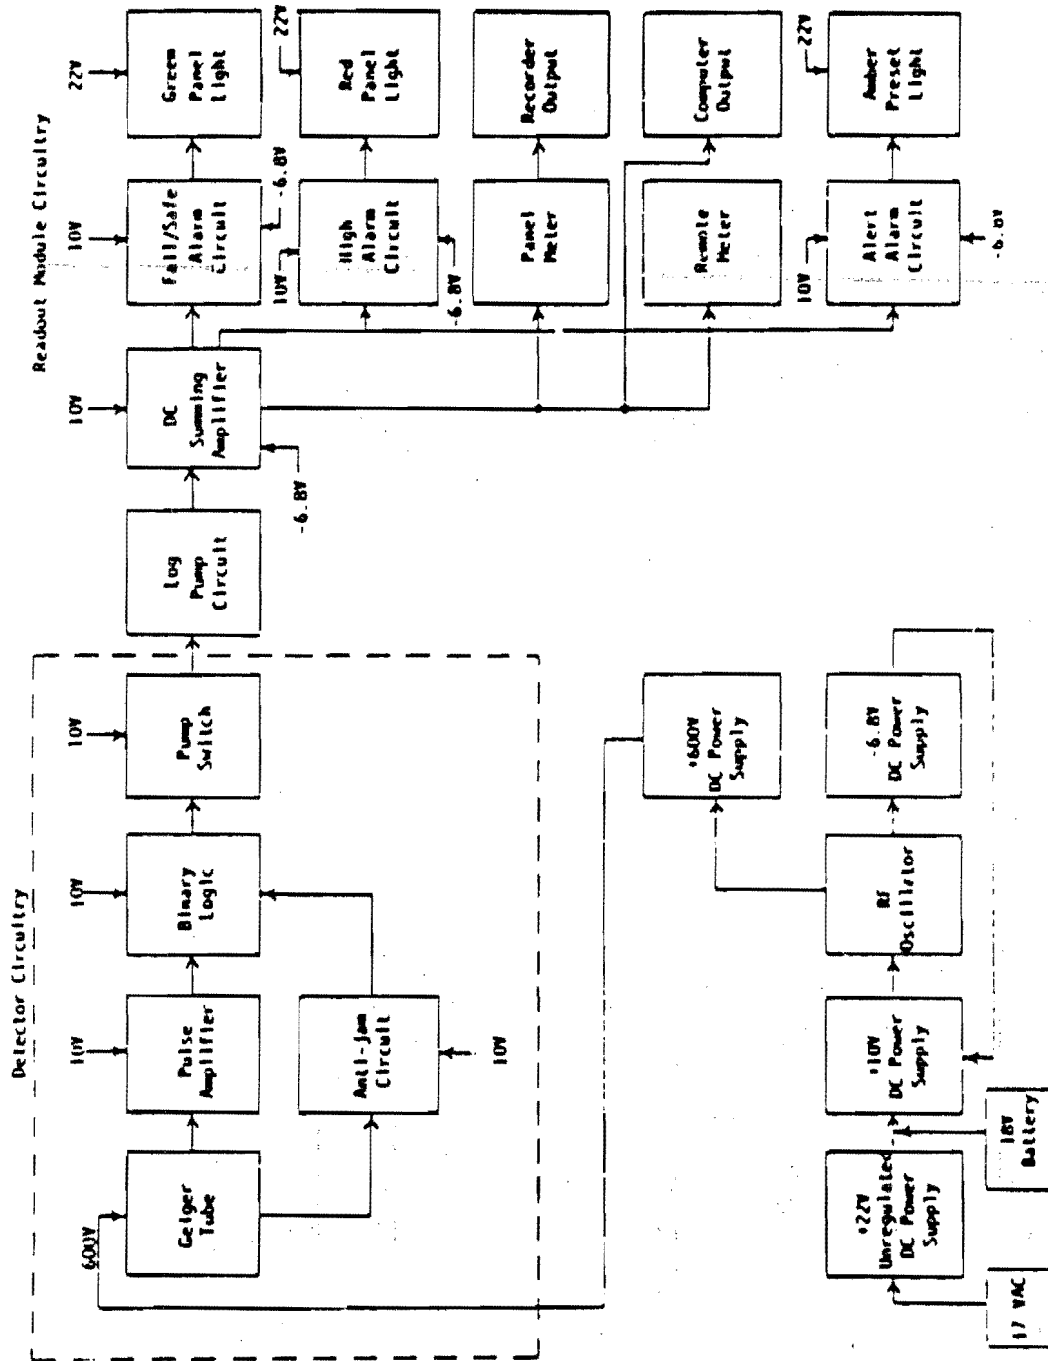 Detector Circuitry
Readout Module Circuitry
600V
10V
10V
10V
10V
10V
22V
Geiger
Tube
Pulse
Amplifier
Binary
Logic
Pump
Switch
Log
Pump
Circuit
DC
Summing
Amplifier
Fail/Safe
Alarm
Circuit
Green
Panel
Light
-6.8V
-6.8V
10V
22V
Anti-jam
Circuit
10V
High
Alarm
Circuit
Red
Panel
Light
-6.8V
Panel
Meter
Recorder
Output
+600V
DC Power
Supply
Remote
Meter
Computer
Output
10V
22V
+22V
Unregulated
DC Power
Supply
+10V
DC Power
Supply
RF
Oscillator
-6.8V
DC Power
Supply
Alert
Alarm
Circuit
Amber
Preset
Light
-6.8V
17 VAC
18V
Battery